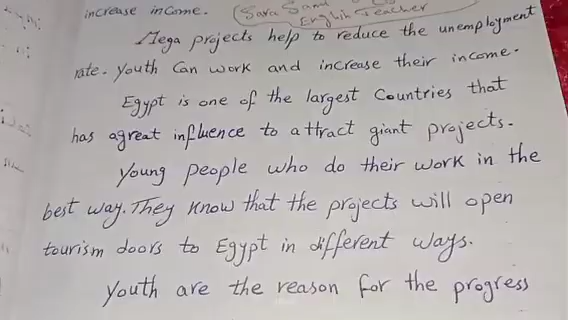 increase income. (Sara
English Teacher
Mega projects help to reduce the unemployment
rate. Youth Can work and increase their income.
Egypt is one of the largest Countries that
has agreat influence to attract giant projects.
Young people who do their work in the
best way. They know that the projects will open
tourism doors to Egypt in different ways.
Youth are the reason for the progress